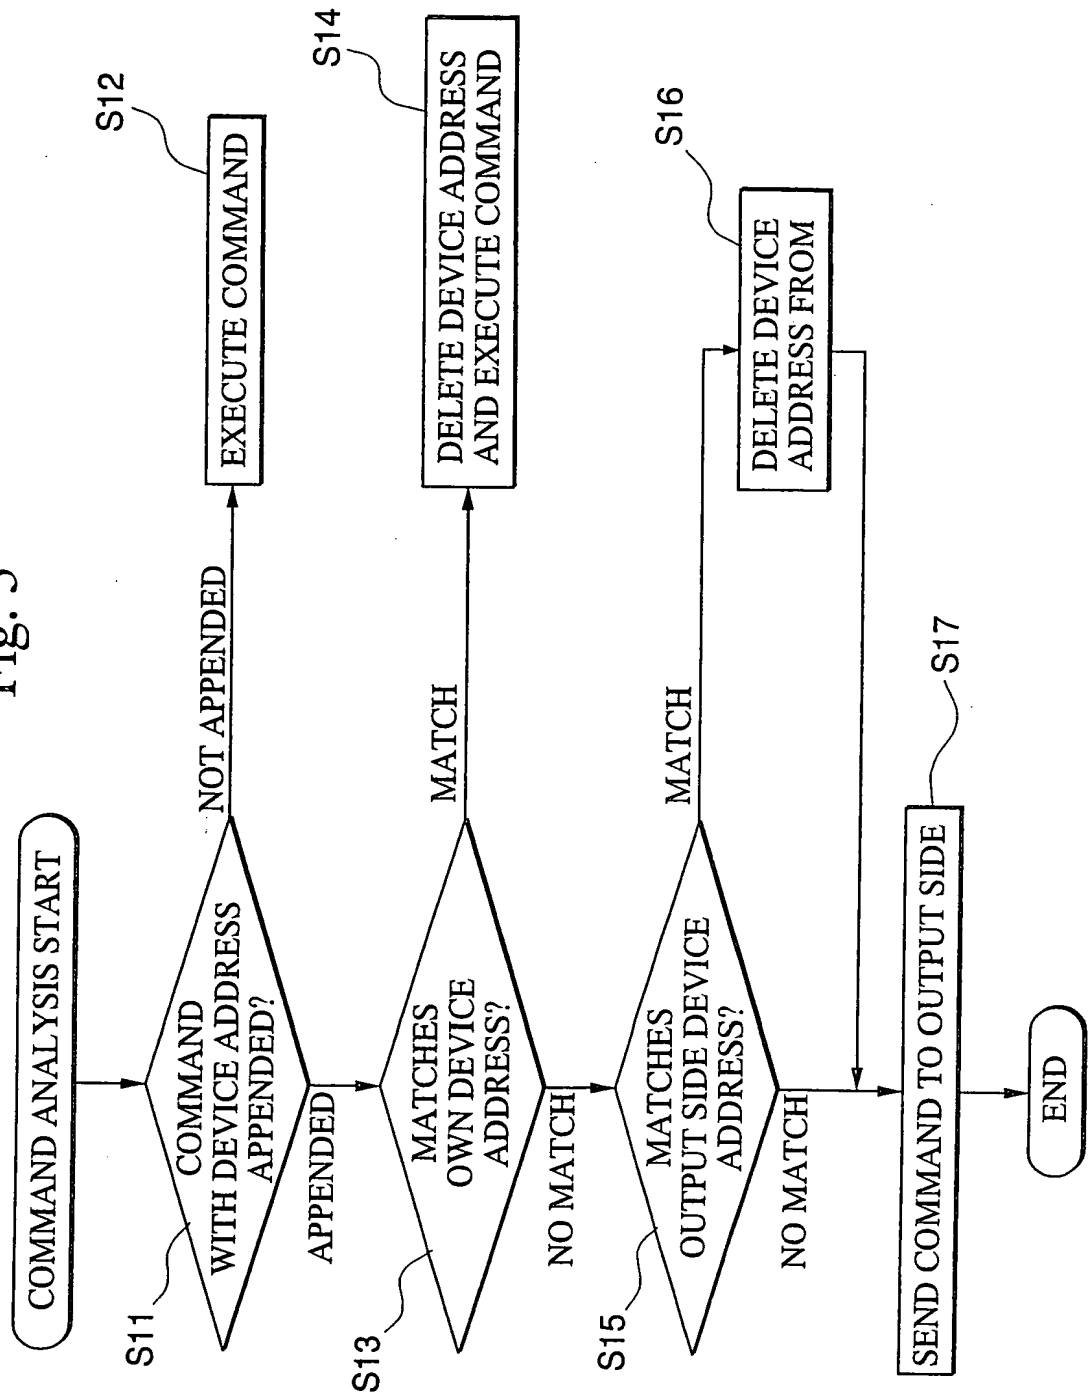 COMMAND ANALYSIS START
S11
COMMAND
WITH DEVICE ADDRESS
APPENDED?
NOT APPENDED
S12
EXECUTE COMMAND
APPENDED
S13
MATCHES
OWN DEVICE
ADDRESS?
MATCH
S14
DELETE DEVICE ADDRESS
AND EXECUTE COMMAND
NO MATCH
S15
MATCHES
OUTPUT SIDE DEVICE
ADDRESS?
MATCH
S16
DELETE DEVICE
ADDRESS FROM
NO MATCH
S17
SEND COMMAND TO OUTPUT SIDE
END